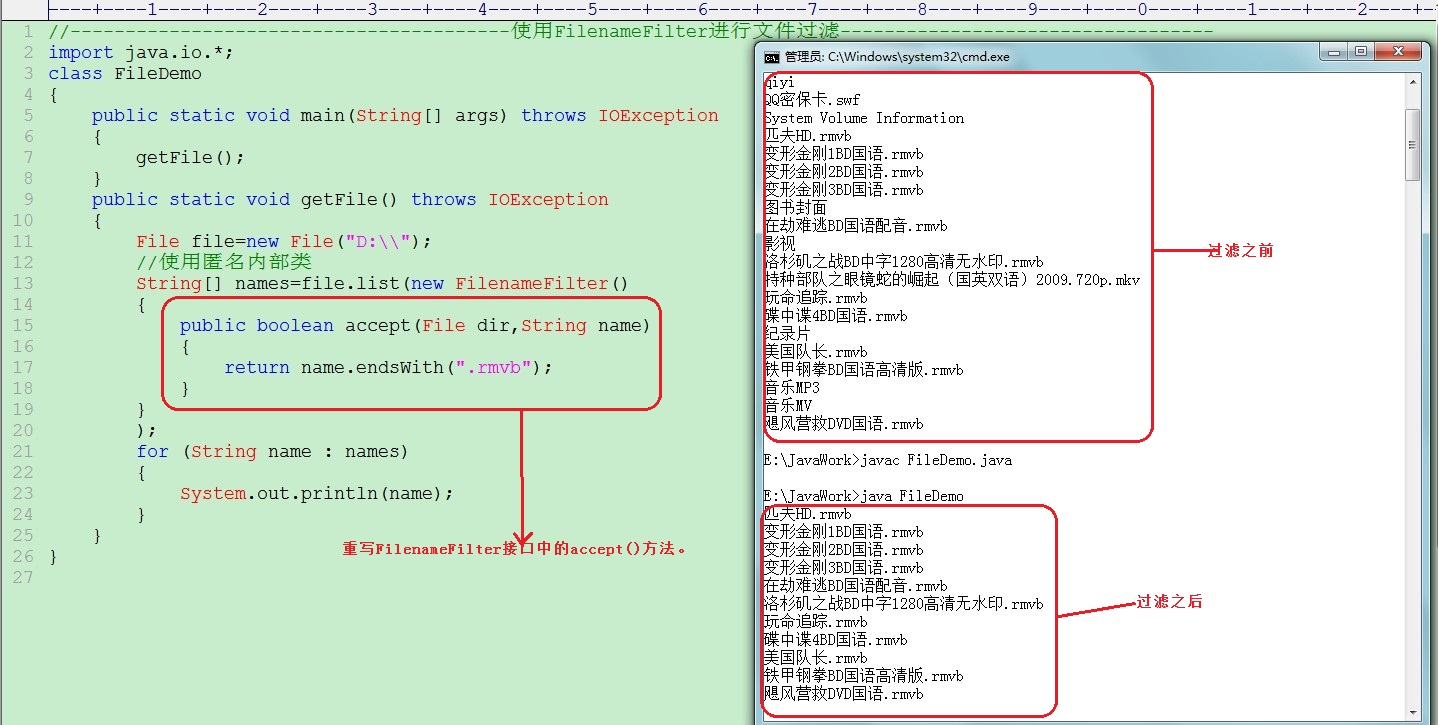 |----+----1----+----2----+----3----+----4----+----5----+----6----+----7----+----8----+----9----+----0----+----1----+----2----+-
1 //----------------------------------------使用FilenameFilter进行文件过滤----------------------------------
2 import java.io.*;
3 class FileDemo
4 {
5 public static void main(String[] args) throws IOException
6 {
7 getFile();
8 }
9 public static void getFile() throws IOException
10 {
11 File file=new File("D:\\");
12 //使用匿名内部类
13 String[] names=file.list(new FilenameFilter()
14 {
15 public boolean accept(File dir,String name)
16 {
17 return name.endsWith(".rmvb");
18 }
19 }
20 );
21 for (String name : names)
22 {
23 System.out.println(name);
24 }
25 }
26 }
27
重写FilenameFilter接口中的accept()方法。
管理员: C:\Windows\system32\cmd.exe
qiyi
QQ密保卡.swf
System Volume Information
匹夫HD.rmvb
变形金刚1BD国语.rmvb
变形金刚2BD国语.rmvb
变形金刚3BD国语.rmvb
图书封面
在劫难逃BD国语配音.rmvb
影视
洛杉矶之战BD中字1280高清无水印.rmvb
特种部队之眼镜蛇的崛起（国英双语）2009.720p.mkv
玩命追踪.rmvb
碟中谍4BD国语.rmvb
纪录片
美国队长.rmvb
铁甲钢拳BD国语高清版.rmvb
音乐MP3
音乐MV
飓风营救DVD国语.rmvb
过滤之前
E:\JavaWork>javac FileDemo.java
E:\JavaWork>java FileDemo
匹夫HD.rmvb
变形金刚1BD国语.rmvb
变形金刚2BD国语.rmvb
变形金刚3BD国语.rmvb
在劫难逃BD国语配音.rmvb
洛杉矶之战BD中字1280高清无水印.rmvb
玩命追踪.rmvb
碟中谍4BD国语.rmvb
美国队长.rmvb
铁甲钢拳BD国语高清版.rmvb
飓风营救DVD国语.rmvb
过滤之后